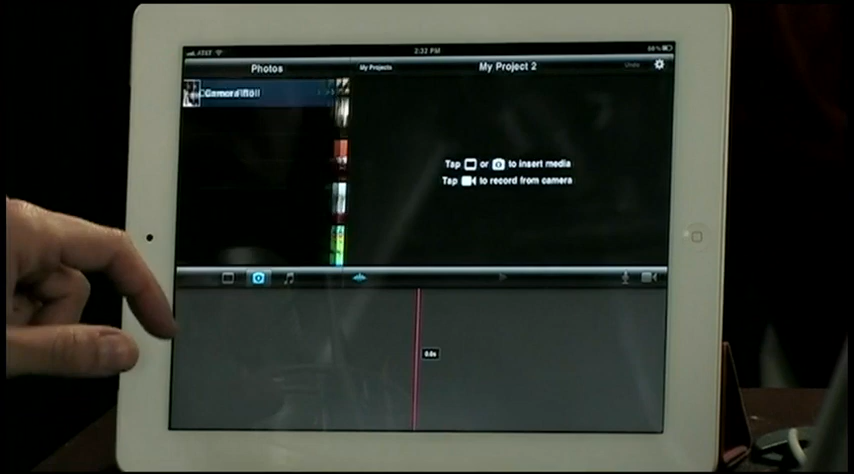 AT&T 2:32 PM 88%
Photos My Projects My Project 2 Undo
Camera Roll
Tap or to insert media
Tap to record from camera
0.0s